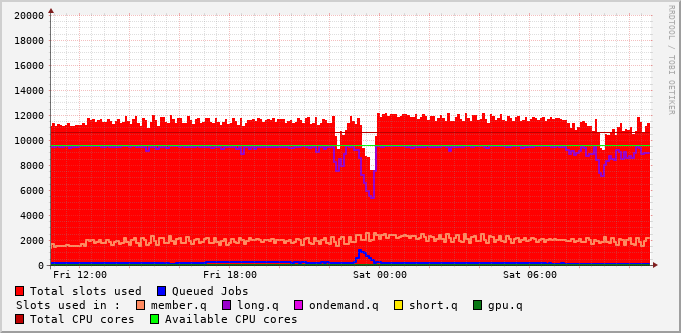 RRDTOOL / TOBI OETIKER
20000
18000
16000
14000
12000
10000
8000
6000
4000
2000
0
Fri 12:00 Fri 18:00 Sat 00:00 Sat 06:00
Total slots used Queued Jobs
Slots used in : member.q long.q ondemand.q short.q gpu.q
Total CPU cores Available CPU cores